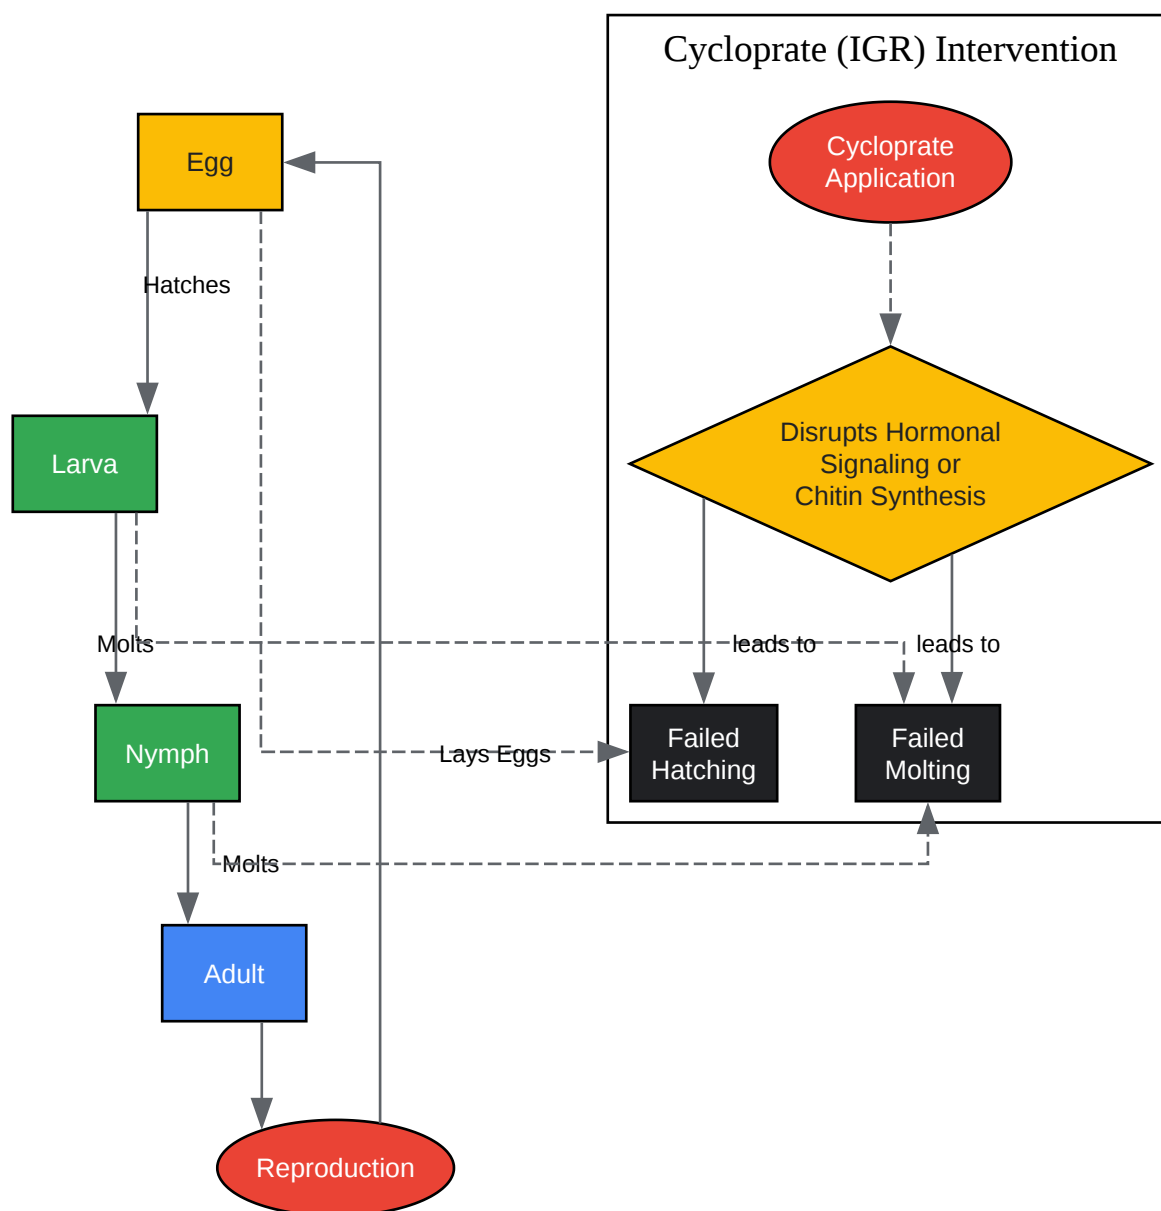 Cycloprate (IGR) Intervention
Cycloprate
Application
Egg
Hatches
Disrupts Hormonal
Signaling or
Chitin Synthesis
Larva
Molts
leads to
leads to
Nymph
Lays Eggs
Failed
Hatching
Failed
Molting
Molts
Adult
Reproduction